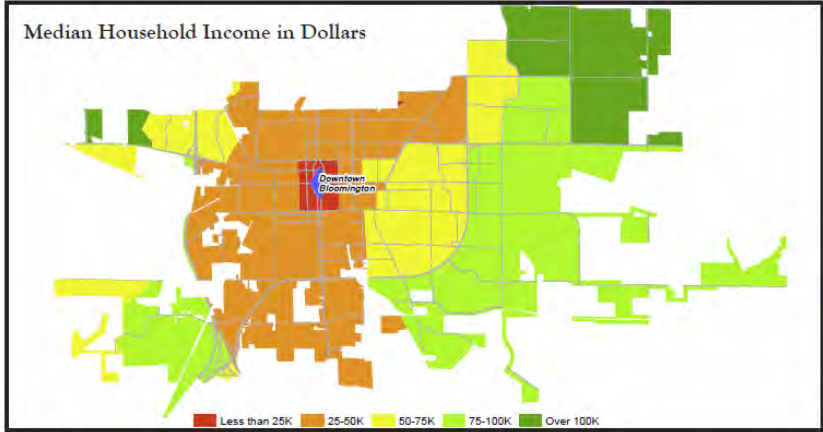 Median Household Income in Dollars
Downtown
Bloomington
Less than 25K 25-50K 50-75K 75-100K Over 100K